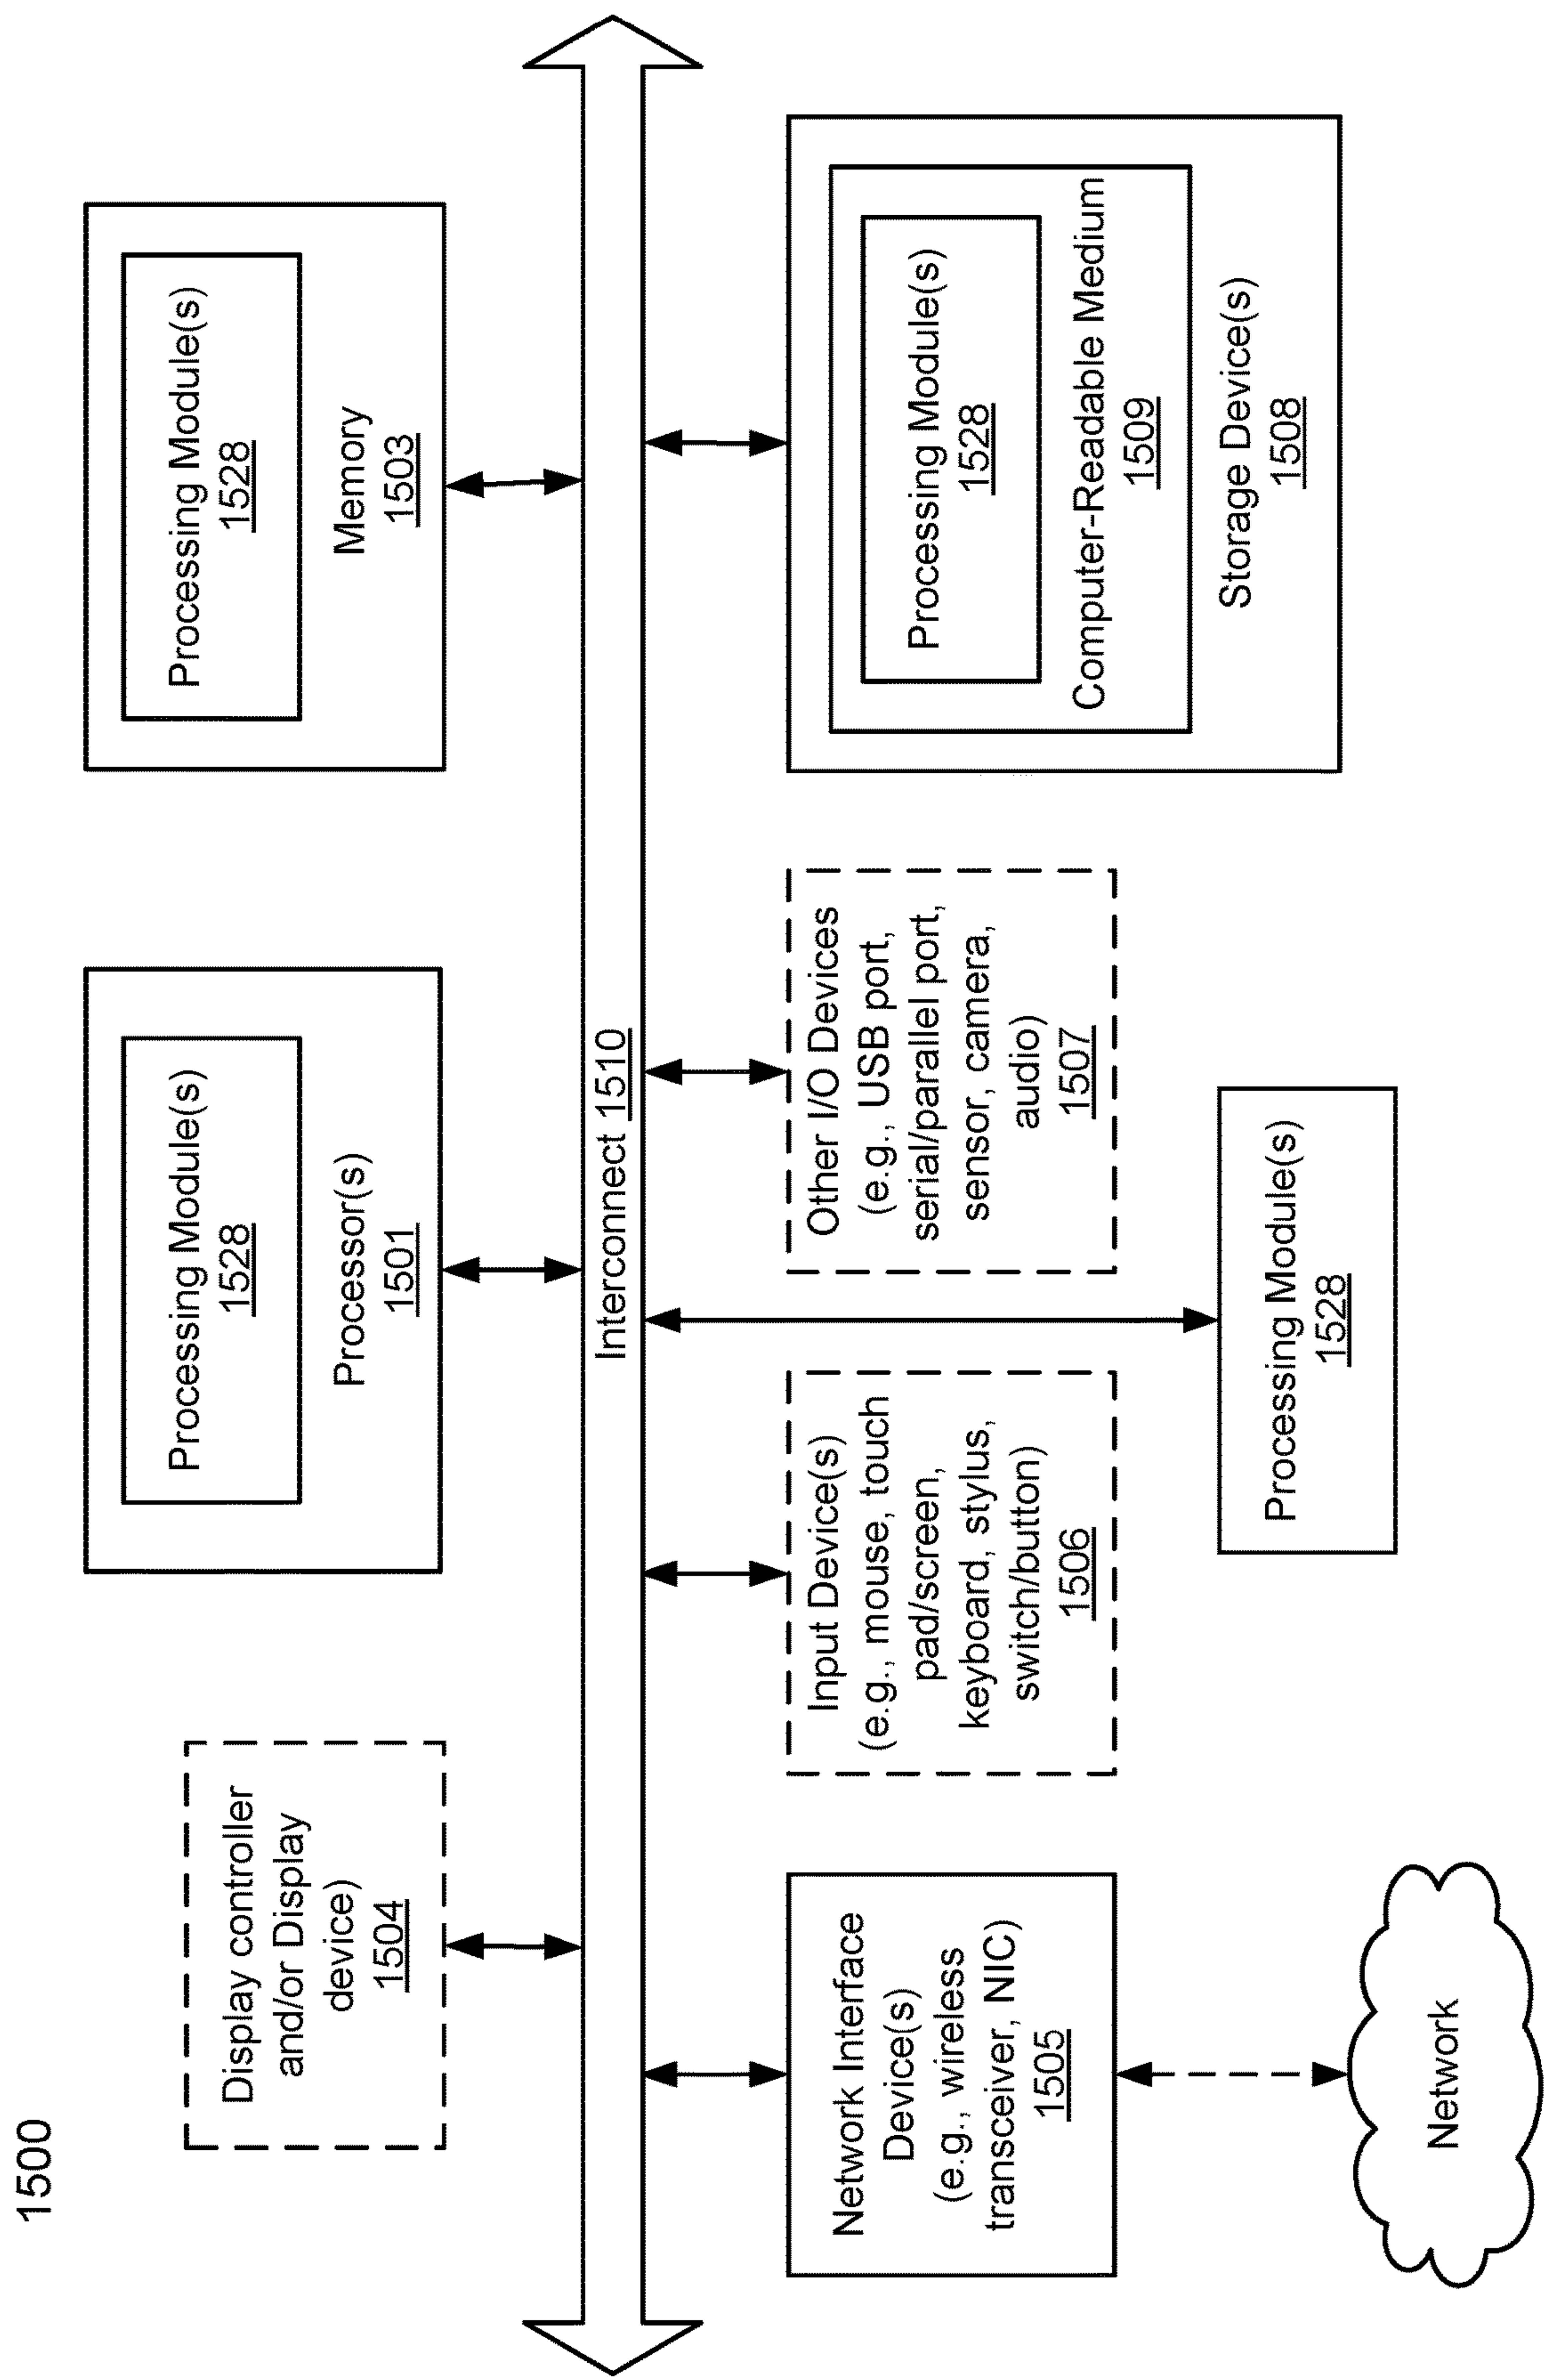 1500
Display controller
and/or Display
device)
1504
Processing Module(s)
1528
Processor(s)
1501
Processing Module(s)
1528
Memory
1503
Interconnect 1510
Network Interface
Device(s)
(e.g., wireless
transceiver, NIC)
1505
Input Device(s)
(e.g., mouse, touch
pad/screen,
keyboard, stylus,
switch/button)
1506
Other I/O Devices
(e.g., USB port,
serial/parallel port,
sensor, camera,
audio)
1507
Processing Module(s)
1528
Computer-Readable Medium
1509
Storage Device(s)
1508
Processing Module(s)
1528
Network